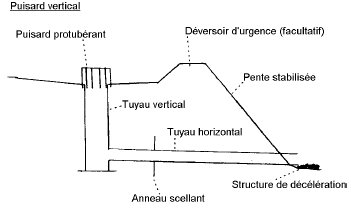 Puisard vertical
Déversoir d'urgence (facultatif)
Puisard protubérant
Pente stabilisée
Tuyau vertical
Tuyau horizontal
Structure de décélération
Anneau scellant